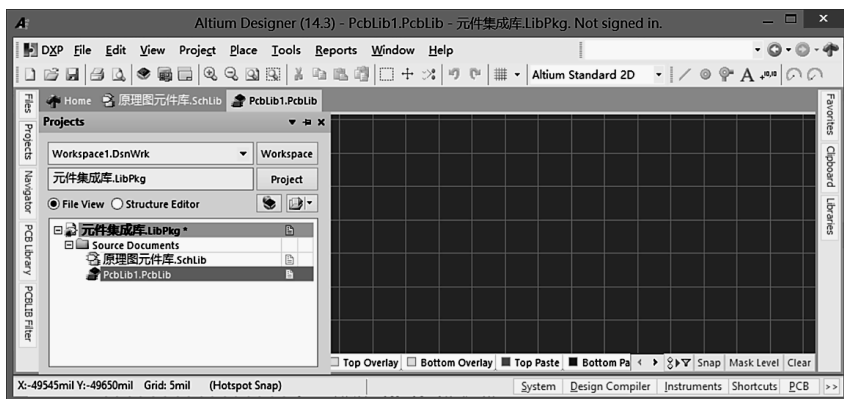 Altium Designer (14.3) - PcbLib1.PcbLib - 元件集成库.LibPkg. Not signed in.
DXP File Edit View Project Place Tools Reports Window Help
Altium Standard 2D
Home 原理图元件库.SchLib PcbLib1.PcbLib
Files
Projects
Navigator
PCB Library
PCBLIB Filter
Projects
Workspace1.DsnWrk Workspace
元件集成库.LibPkg Project
File View Structure Editor
元件集成库.LibPkg *
Source Documents
原理图元件库.SchLib
PcbLib1.PcbLib
Favorites
Clipboard
Libraries
Top Overlay Bottom Overlay Top Paste Bottom Pa Snap Mask Level Clear
X:-49545mil Y:-49650mil Grid: 5mil (Hotspot Snap) System Design Compiler Instruments Shortcuts PCB >>